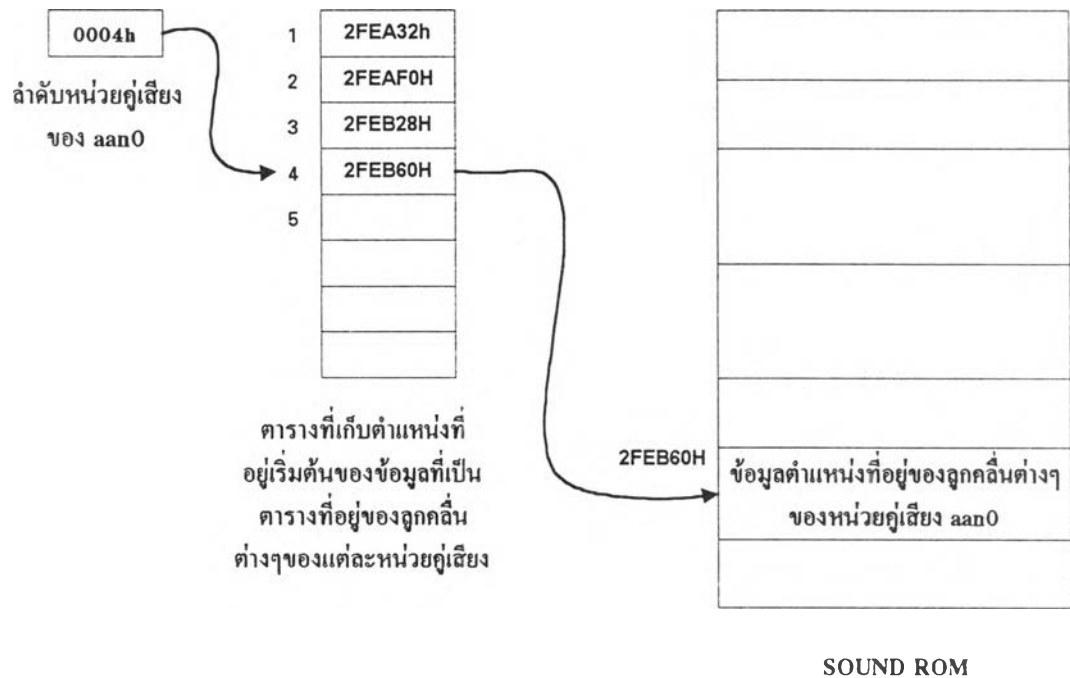 0004h
ลำดับหน่วยคู่เสียง
ของ aan0
1 2FEA32h
2 2FEAF0H
3 2FEB28H
4 2FEB60H
5
ตารางที่เก็บตำแหน่งที่
อยู่เริ่มต้นของข้อมูลที่เป็น
ตารางที่อยู่ของลูกคลื่น
ต่างๆของแต่ละหน่วยคู่เสียง
2FEB60H
ข้อมูลตำแหน่งที่อยู่ของลูกคลื่นต่างๆ
ของหน่วยคู่เสียง aan0
SOUND ROM